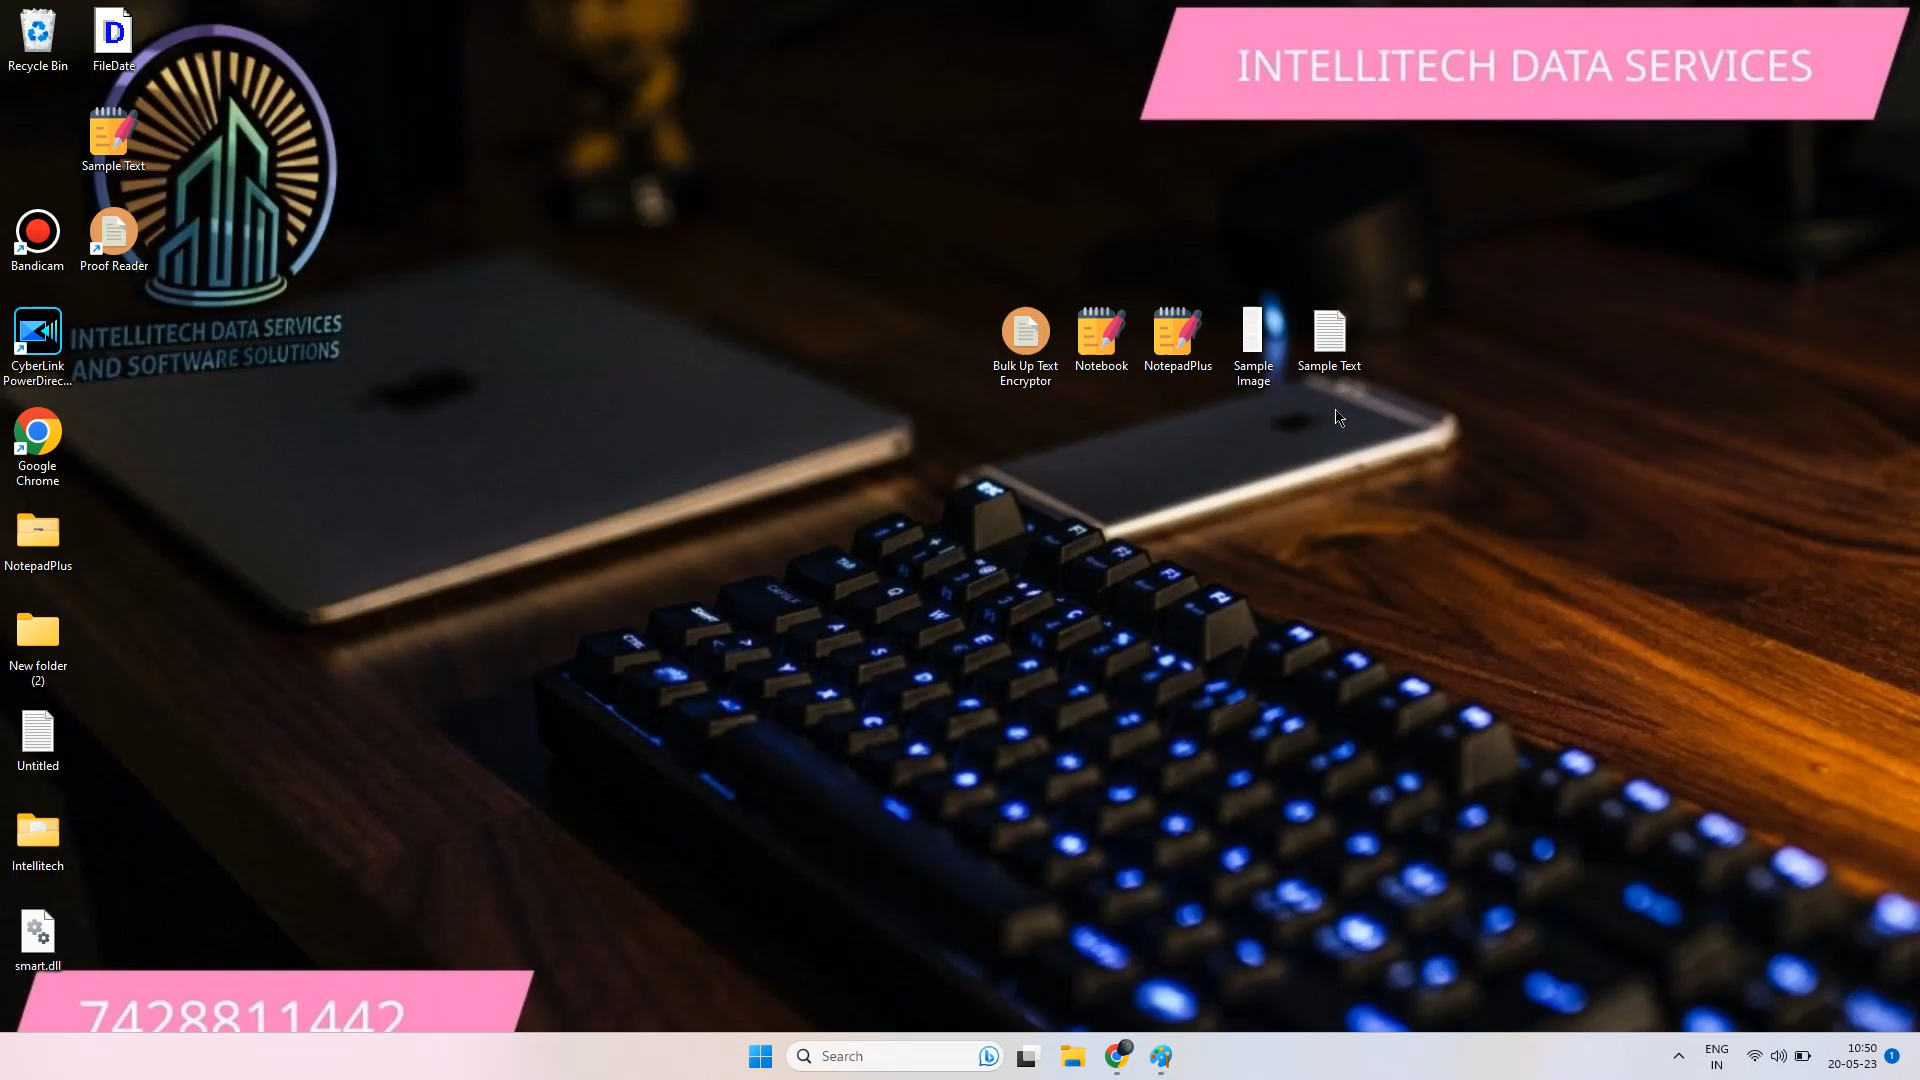 INTELLITECH DATA SERVICES
Recycle Bin
FileDate
Sample Text
Bandicam
Proof Reader
INTELLITECH DATA SERVICES
AND SOFTWARE SOLUTIONS
CyberLink
PowerDirec...
Bulk Up Text
Encryptor
Notebook
NotepadPlus
Sample
Image
Sample Text
Google
Chrome
NotepadPlus
New folder
(2)
Untitled
Intellitech
smart.dll
7428811442
Search
ENG
IN
10:50
20-05-23
1